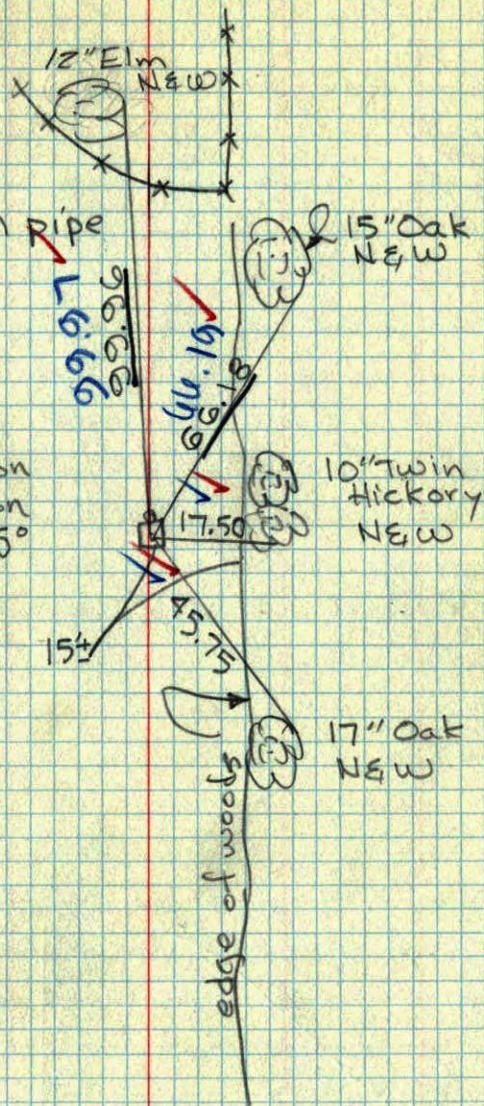 12" Elm
N&W
pipe
15" Oak
N&W
99.96
99.97
66.18
66.19
10" Twin
Hickory
N&W
17.50
15±
45.75
17" Oak
N&W
edge of woods